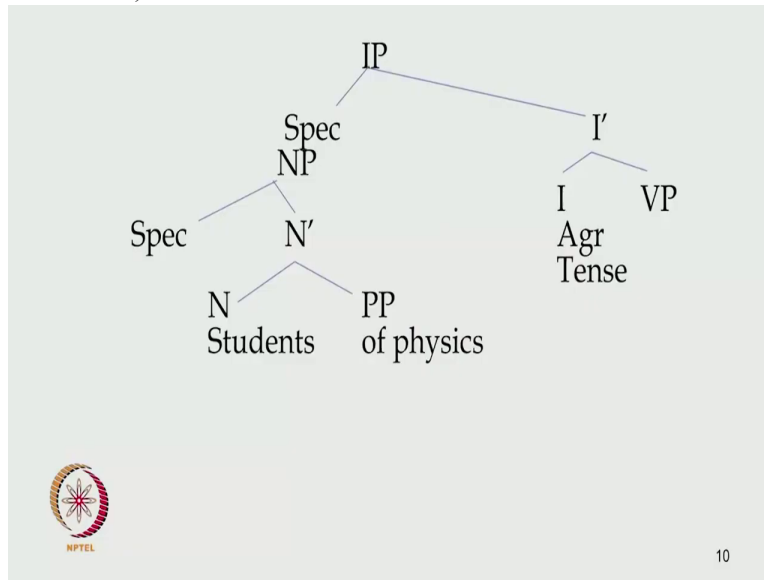 IP
Spec I′
NP
I VP
Spec N′ Agr
Tense
N PP
Students of physics
NPTEL
10